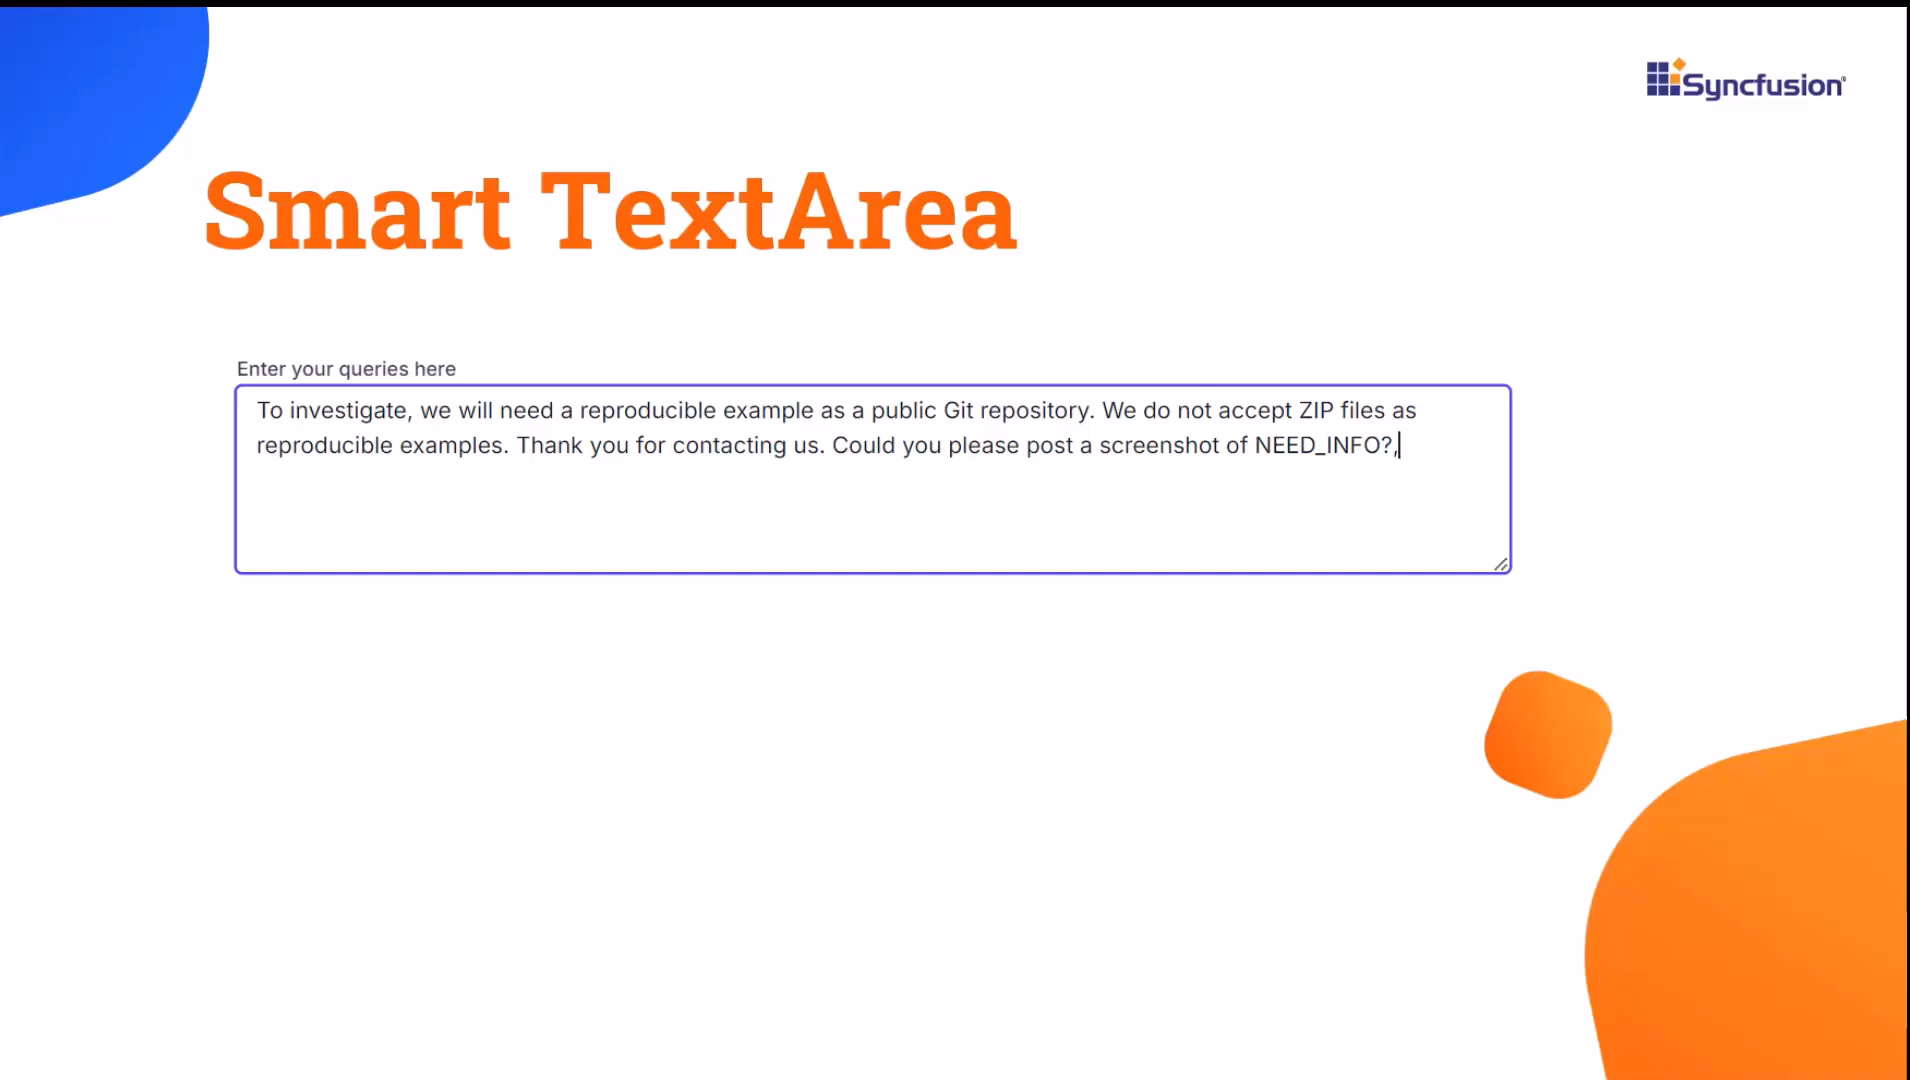 Syncfusion
Smart TextArea
Enter your queries here
To investigate, we will need a reproducible example as a public Git repository. We do not accept ZIP files as
reproducible examples. Thank you for contacting us. Could you please post a screenshot of NEED_INFO?,